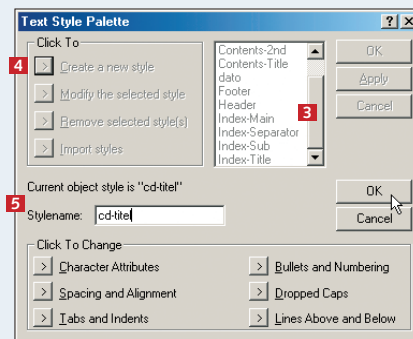 Text Style Palette
Click To
4
Create a new style
Modify the selected style
Remove selected style(s)
Import styles
Contents-2nd
Contents-Title
dato
Footer
Header
Index-Main
Index-Separator
Index-Sub
Index-Title
3
OK
Apply
Cancel
Current object style is "cd-titel"
5
Stylename: cd-titel
OK
Cancel
Click To Change
Character Attributes
Spacing and Alignment
Tabs and Indents
Bullets and Numbering
Dropped Caps
Lines Above and Below